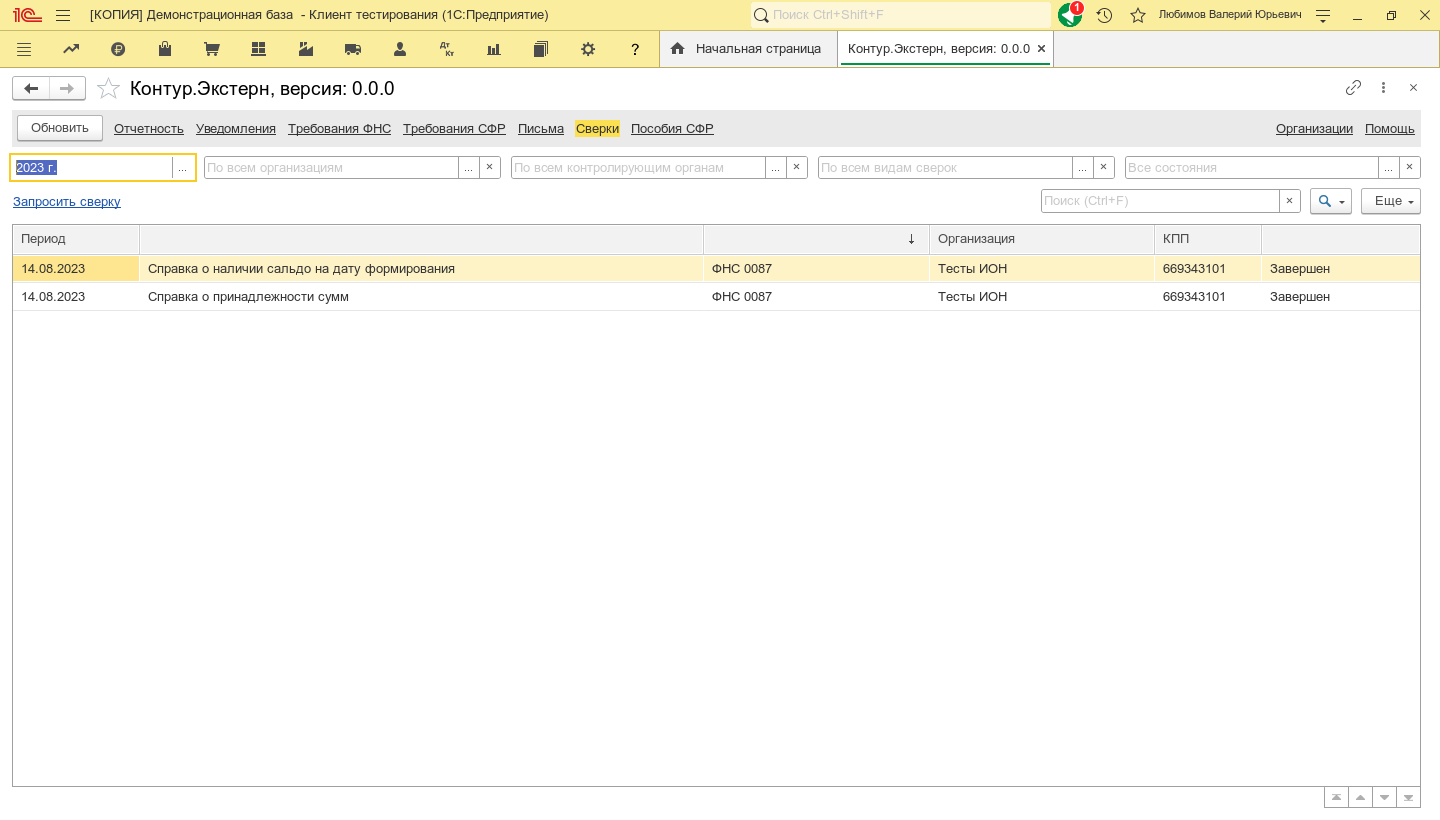 1С [КОПИЯ] Демонстрационная база - Клиент тестирования (1С:Предприятие) Поиск Ctrl+Shift+F 1 Любимов Валерий Юрьевич
Дт Кт ? Начальная страница Контур.Экстерн, версия: 0.0.0
Контур.Экстерн, версия: 0.0.0
Обновить Отчетность Уведомления Требования ФНС Требования СФР Письма Сверки Пособия СФР Организации Помощь
2023 г. ... По всем организациям ... По всем контролирующим органам ... По всем видам сверок ... Все состояния ...
Запросить сверку Поиск (Ctrl+F) Еще
Период Организация КПП
14.08.2023 Справка о наличии сальдо на дату формирования ФНС 0087 Тесты ИОН 669343101 Завершен
14.08.2023 Справка о принадлежности сумм ФНС 0087 Тесты ИОН 669343101 Завершен